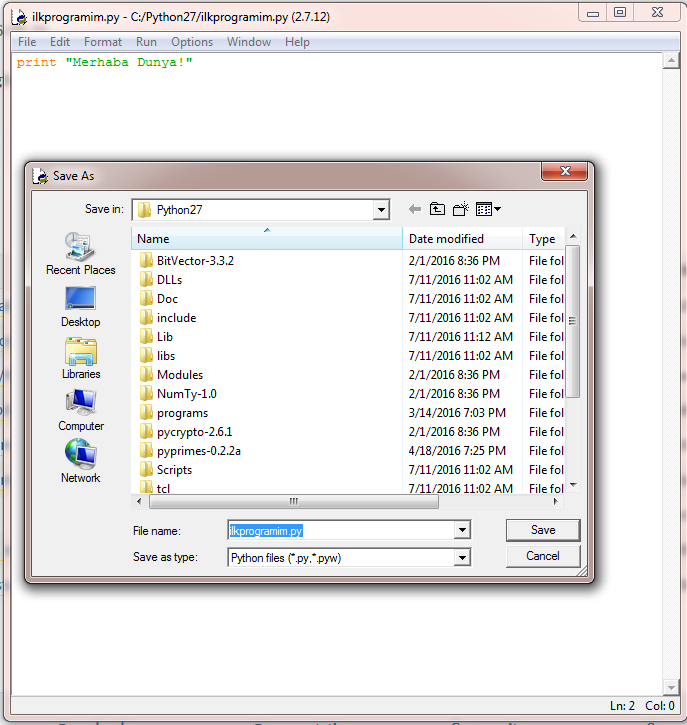 ilkprogramim.py - C:/Python27/ilkprogramim.py (2.7.12)
File Edit Format Run Options Window Help
print "Merhaba Dunya!"
Save As
Save in: Python27
Recent Places
Desktop
Libraries
Computer
Network
Name Date modified Type
BitVector-3.3.2 2/1/2016 8:36 PM File fol
DLLs 7/11/2016 11:02 AM File fol
Doc 7/11/2016 11:02 AM File fol
include 7/11/2016 11:02 AM File fol
Lib 7/11/2016 11:12 AM File fol
libs 7/11/2016 11:02 AM File fol
Modules 2/1/2016 8:36 PM File fol
NumTy-1.0 2/1/2016 8:36 PM File fol
programs 3/14/2016 7:03 PM File fol
pycrypto-2.6.1 2/1/2016 8:36 PM File fol
pyprimes-0.2.2a 4/18/2016 7:25 PM File fol
Scripts 7/11/2016 11:02 AM File fol
tcl 7/11/2016 11:02 AM File fol
File name: ilkprogramim.py Save
Save as type: Python files (*.py,*.pyw) Cancel
Ln: 2 Col: 0